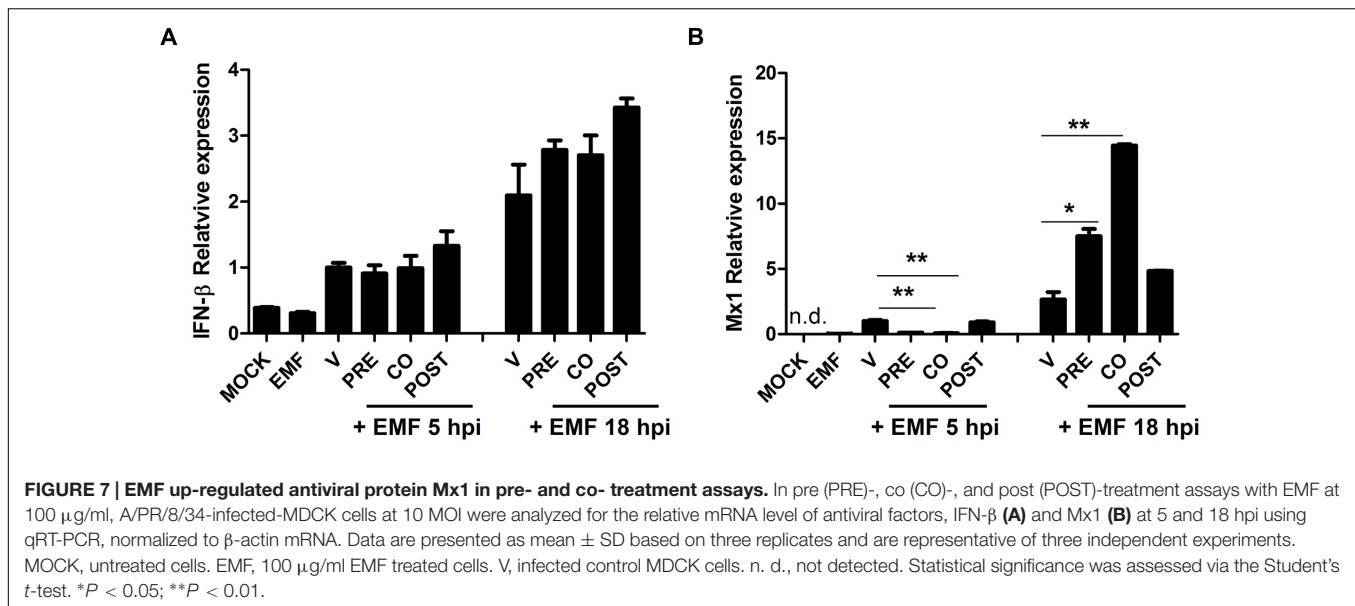 A
B
IFN-β Relaltive expression
4
3
2
1
0
MOCK
EMF
V
PRE
CO
POST
V
PRE
CO
POST
+ EMF 5 hpi
+ EMF 18 hpi
Mx1 Relatvive expression
20
15
10
5
0
n.d.
**
**
*
**
MOCK
EMF
V
PRE
CO
POST
V
PRE
CO
POST
+ EMF 5 hpi
+ EMF 18 hpi
FIGURE 7 | EMF up-regulated antiviral protein Mx1 in pre- and co- treatment assays. In pre (PRE)-, co (CO)-, and post (POST)-treatment assays with EMF at
100 μg/ml, A/PR/8/34-infected-MDCK cells at 10 MOI were analyzed for the relative mRNA level of antiviral factors, IFN-β (A) and Mx1 (B) at 5 and 18 hpi using
qRT-PCR, normalized to β-actin mRNA. Data are presented as mean ± SD based on three replicates and are representative of three independent experiments.
MOCK, untreated cells. EMF, 100 μg/ml EMF treated cells. V, infected control MDCK cells. n. d., not detected. Statistical significance was assessed via the Student's
t-test. *P < 0.05; **P < 0.01.